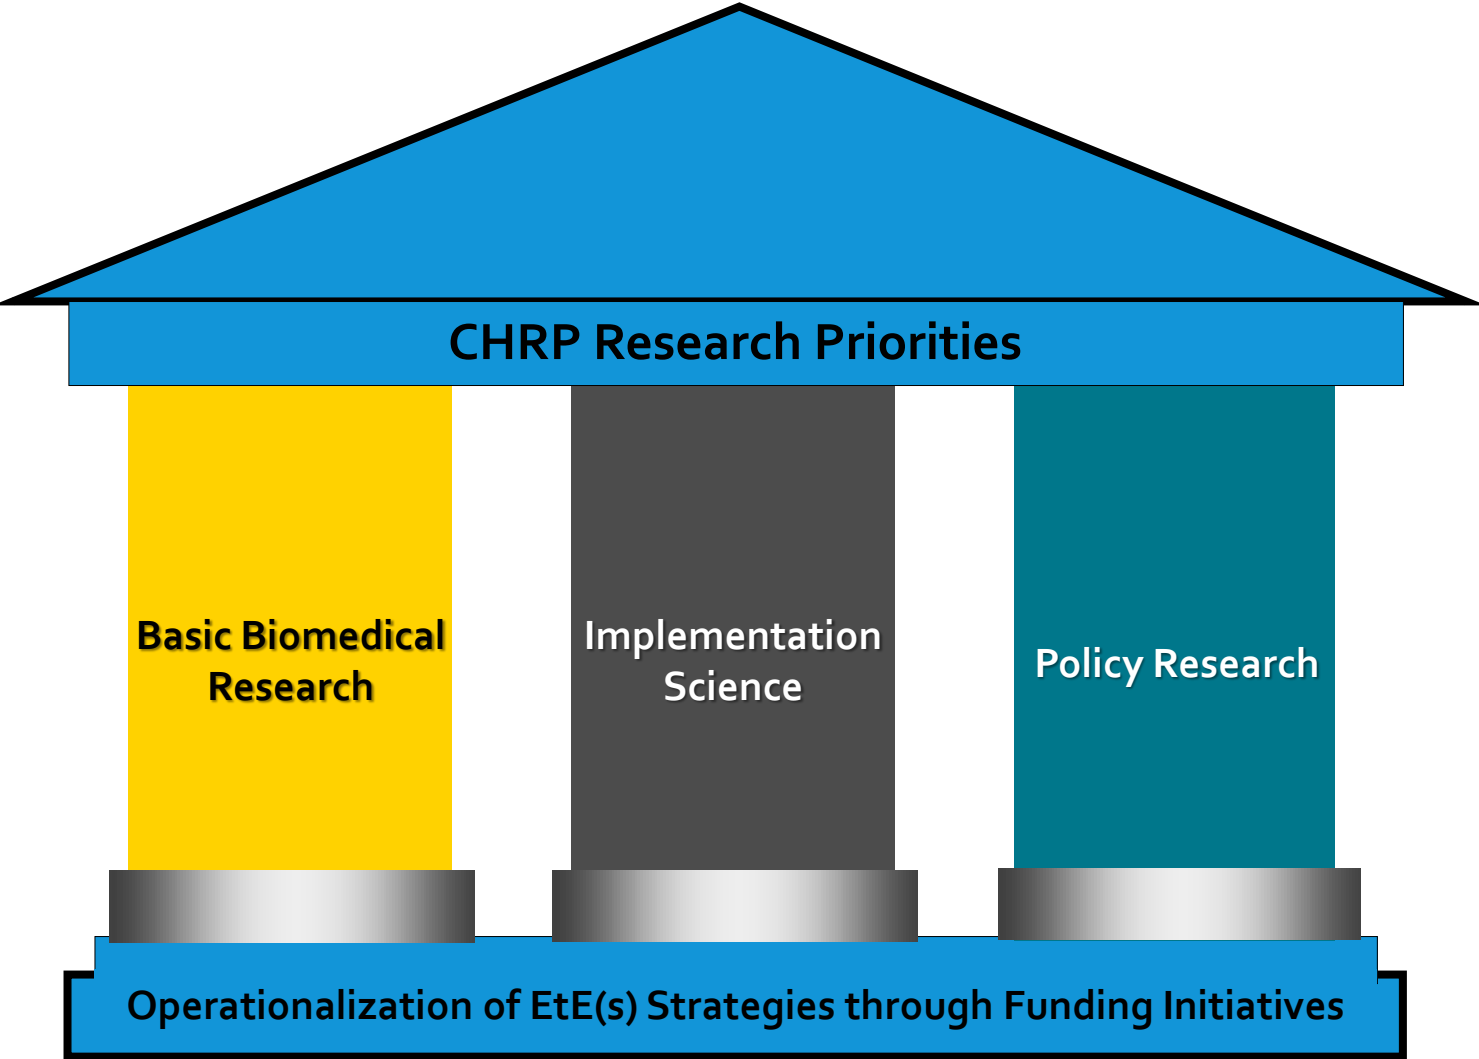 CHRP Research Priorities
Basic Biomedical
Research
Implementation
Science
Policy Research
Operationalization of EtE(s) Strategies through Funding Initiatives